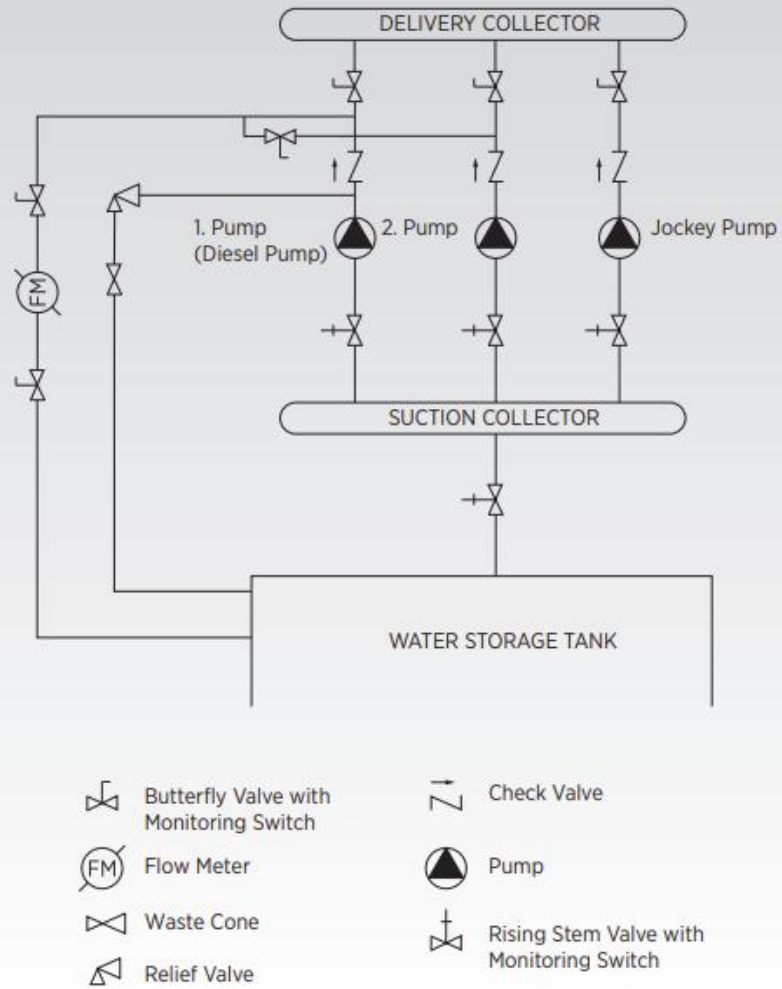 DELIVERY COLLECTOR
1. Pump
(Diesel Pump)
2. Pump
Jockey Pump
FM
SUCTION COLLECTOR
WATER STORAGE TANK
Butterfly Valve with
Monitoring Switch
Check Valve
FM
Flow Meter
Pump
Waste Cone
Rising Stem Valve with
Monitoring Switch
Relief Valve